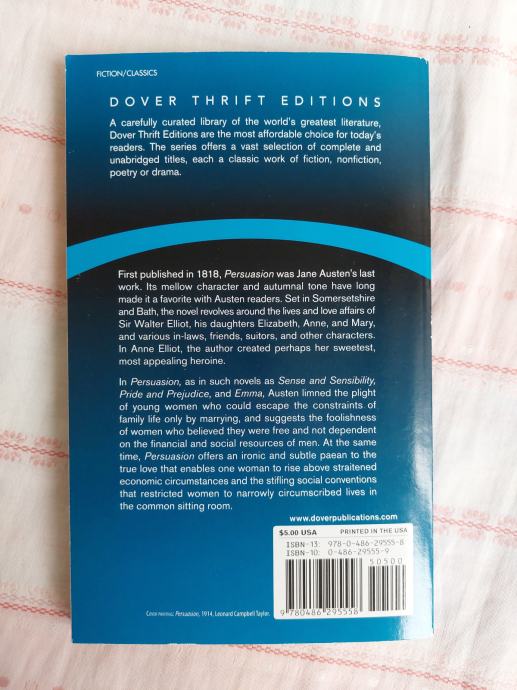 FICTION/CLASSICS
DOVER THRIFT EDITIONS
A carefully curated library of the world's greatest literature,
Dover Thrift Editions are the most affordable choice for today's
readers. The series offers a vast selection of complete and
unabridged titles, each a classic work of fiction, nonfiction,
poetry or drama.
First published in 1818, Persuasion was Jane Austen's last
work. Its mellow character and autumnal tone have long
made it a favorite with Austen readers. Set in Somersetshire
and Bath, the novel revolves around the lives and love affairs of
Sir Walter Elliot, his daughters Elizabeth, Anne, and Mary,
and various in-laws, friends, suitors, and other characters.
In Anne Elliot, the author created perhaps her sweetest,
most appealing heroine.
In Persuasion, as in such novels as Sense and Sensibility,
Pride and Prejudice, and Emma, Austen limned the plight
of young women who could escape the constraints of
family life only by marrying, and suggests the foolishness
of women who believed they were free and not dependent
on the financial and social resources of men. At the same
time, Persuasion offers an ironic and subtle paean to the
true love that enables one woman to rise above straitened
economic circumstances and the stifling social conventions
that restricted women to narrowly circumscribed lives in
the common sitting room.
www.doverpublications.com
$5.00 USA PRINTED IN THE USA
ISBN-13: 978-0-486-29555-8
ISBN-10: 0-486-29555-9
50500
9 780486 295558
Cover painting: Persuasion, 1914, Leonard Campbell Taylor.